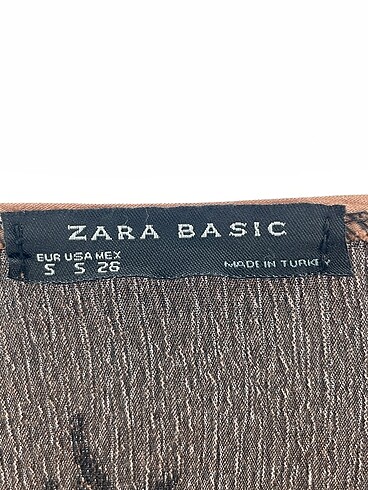 ZARA BASIC
EUR USA MEX
S S 26
MADE IN TURKEY